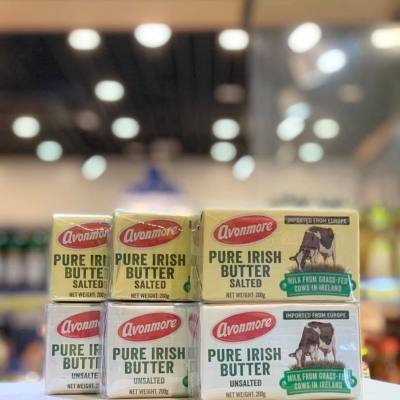 Avonmore
PURE IRISH
BUTTE
SALTED
NET WEIGHT: 200g
Avonmore
PURE IRISH
BUTTER
SALTED
NET WEIGHT: 200g
Avonmore
PURE IRISH
BUTTER
SALTED
NET WEIGHT: 200g
IMPORTED FROM EUROPE
MILK FROM GRASS-FED
COWS IN IRELAND
Avonmore
PURE IRI
BUTTE
UNSALTED
NET WEIGHT: 200g
Avonmore
PURE IRISH
BUTTER
UNSALTED
NET WEIGHT: 200g
Avonmore
PURE IRISH
BUTTER
UNSALTED
NET WEIGHT: 200g
IMPORTED FROM EUROPE
MILK FROM GRASS-FED
COWS IN IRELAND